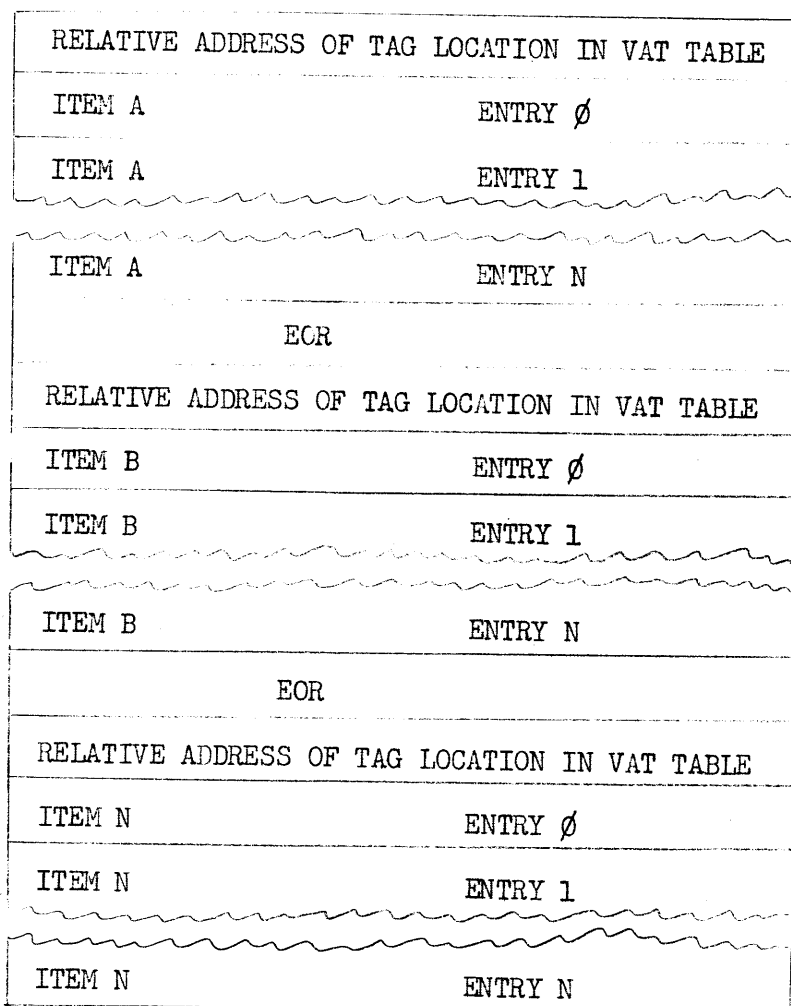 RELATIVE ADDRESS OF TAG LOCATION IN VAT TABLE
ITEM A ENTRY Ø
ITEM A ENTRY 1
ITEM A ENTRY N
EOR
RELATIVE ADDRESS OF TAG LOCATION IN VAT TABLE
ITEM B ENTRY Ø
ITEM B ENTRY 1
ITEM B ENTRY N
EOR
RELATIVE ADDRESS OF TAG LOCATION IN VAT TABLE
ITEM N ENTRY Ø
ITEM N ENTRY 1
ITEM N ENTRY N